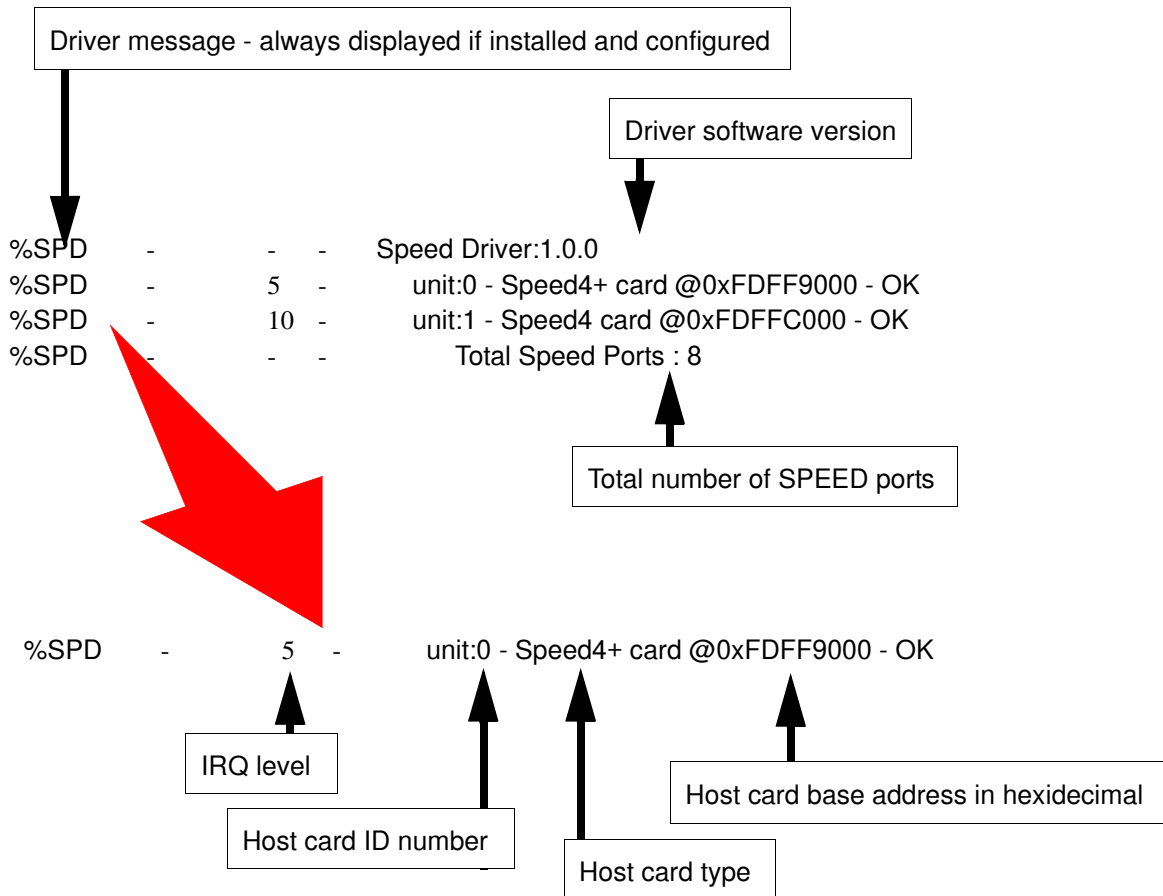 Driver message - always displayed if installed and configured
Driver software version
%SPD - - - Speed Driver:1.0.0
%SPD - 5 - unit:0 - Speed4+ card @0xFDFF9000 - OK
%SPD - 10 - unit:1 - Speed4 card @0xFDFFC000 - OK
%SPD - - - Total Speed Ports : 8
Total number of SPEED ports
%SPD - 5 - unit:0 - Speed4+ card @0xFDFF9000 - OK
IRQ level
Host card base address in hexidecimal
Host card ID number
Host card type